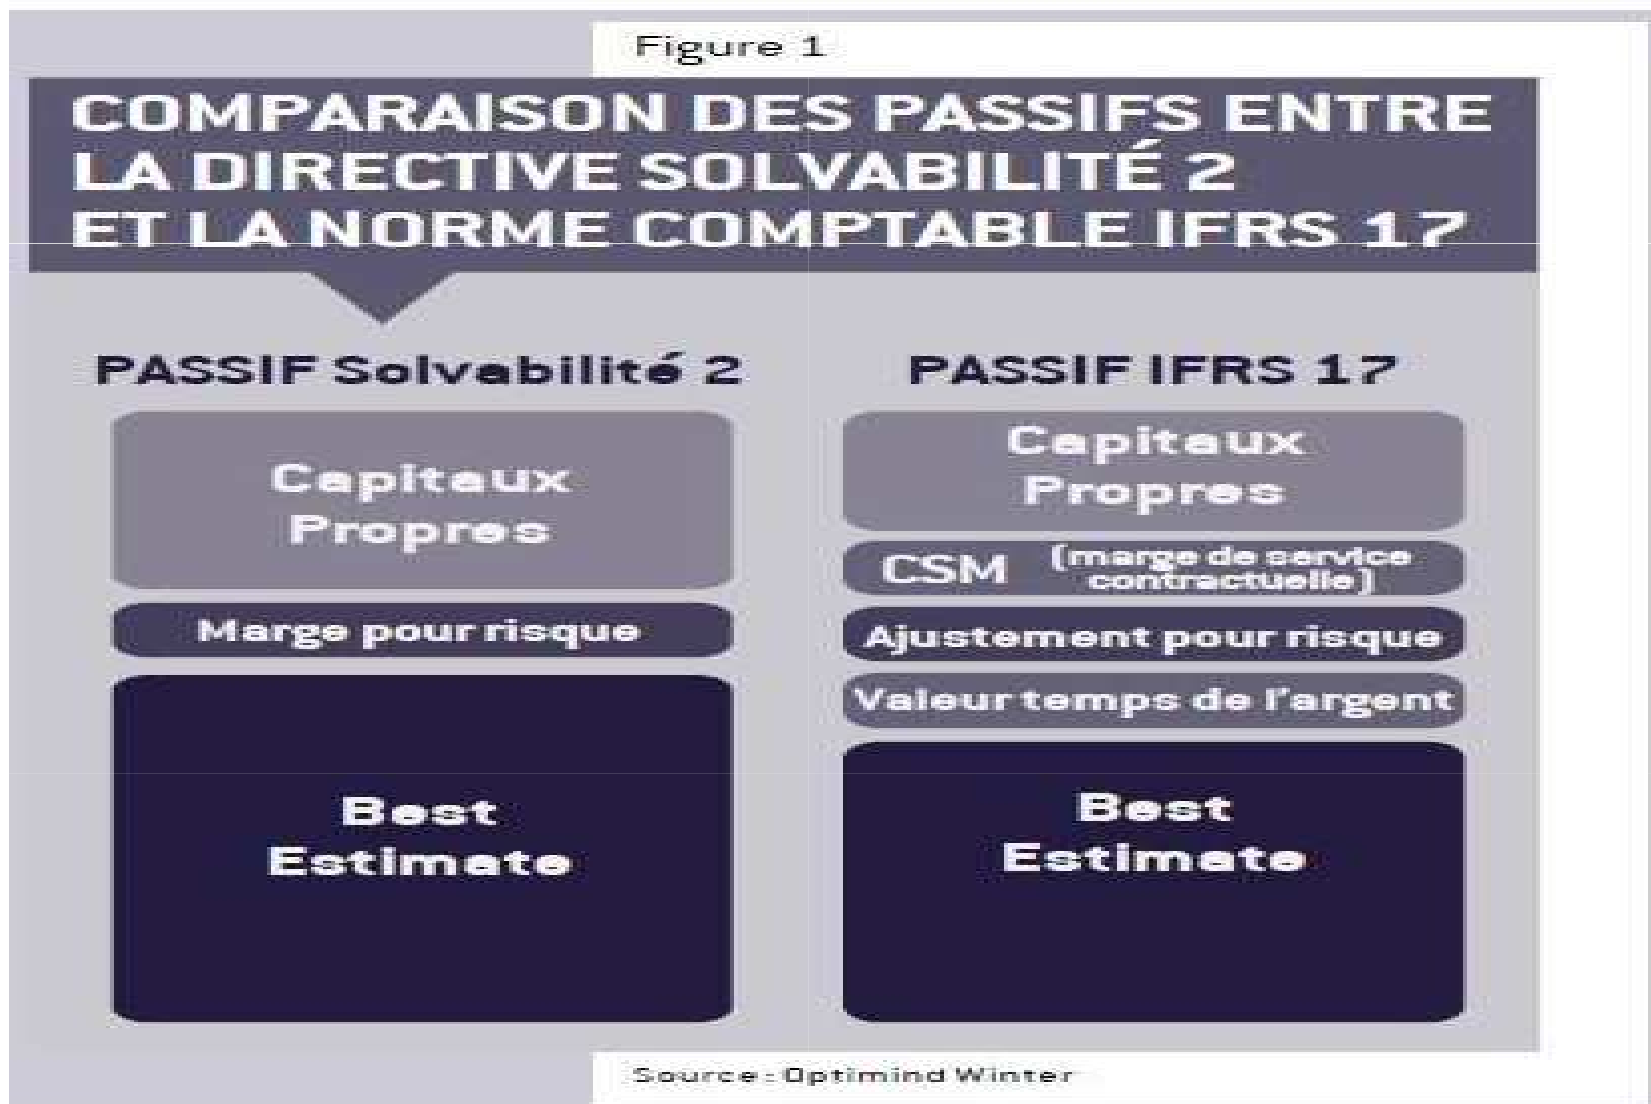 Figure 1
COMPARAISON DES PASSIFS ENTRE
LA DIRECTIVE SOLVABILITÉ 2
ET LA NORME COMPTABLE IFRS 17
PASSIF Solvabilité 2
Capitaux
Propres
Marge pour risque
Best
Estimate
PASSIF IFRS 17
Capitaux
Propres
CSM (marge de service
contractuelle)
Ajustement pour risque
Valeur temps de l'argent
Best
Estimate
Source : Optimind Winter